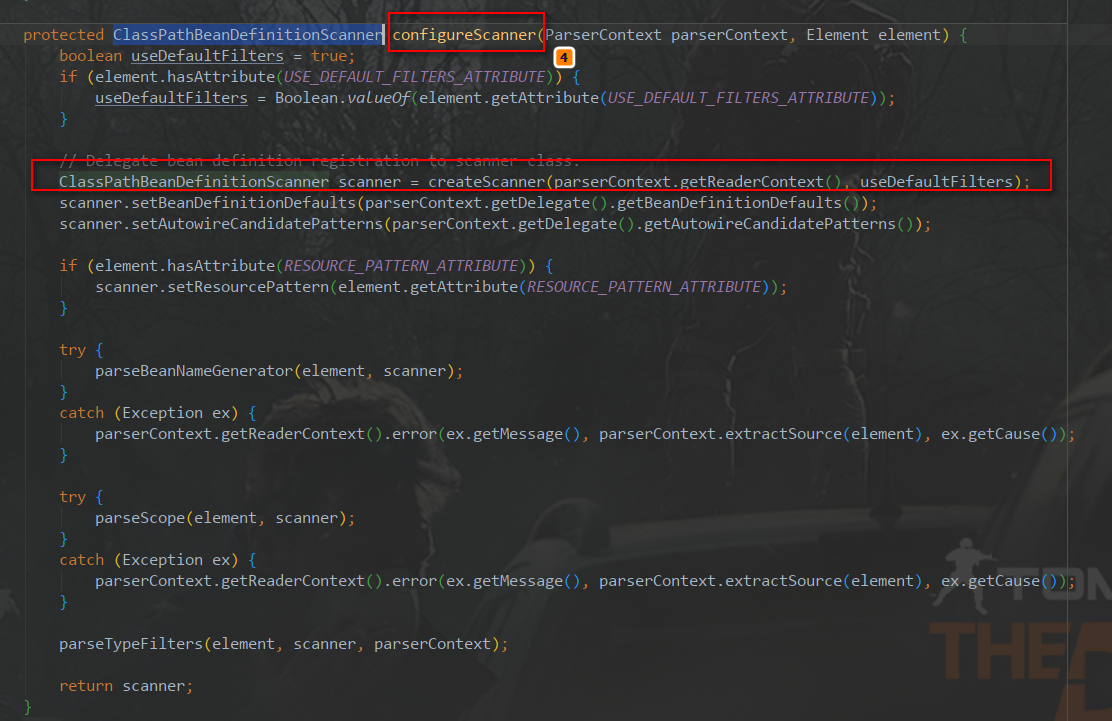 protected ClassPathBeanDefinitionScanner configureScanner(ParserContext parserContext, Element element) {
4
boolean useDefaultFilters = true;
if (element.hasAttribute(USE_DEFAULT_FILTERS_ATTRIBUTE)) {
useDefaultFilters = Boolean.valueOf(element.getAttribute(USE_DEFAULT_FILTERS_ATTRIBUTE));
}
// Delegate bean definition registration to scanner class.
ClassPathBeanDefinitionScanner scanner = createScanner(parserContext.getReaderContext(), useDefaultFilters);
scanner.setBeanDefinitionDefaults(parserContext.getDelegate().getBeanDefinitionDefaults());
scanner.setAutowireCandidatePatterns(parserContext.getDelegate().getAutowireCandidatePatterns());
if (element.hasAttribute(RESOURCE_PATTERN_ATTRIBUTE)) {
scanner.setResourcePattern(element.getAttribute(RESOURCE_PATTERN_ATTRIBUTE));
}
try {
parseBeanNameGenerator(element, scanner);
}
catch (Exception ex) {
parserContext.getReaderContext().error(ex.getMessage(), parserContext.extractSource(element), ex.getCause());
}
try {
parseScope(element, scanner);
}
catch (Exception ex) {
parserContext.getReaderContext().error(ex.getMessage(), parserContext.extractSource(element), ex.getCause());
}
TOM
THE
parseTypeFilters(element, scanner, parserContext);
return scanner;
}